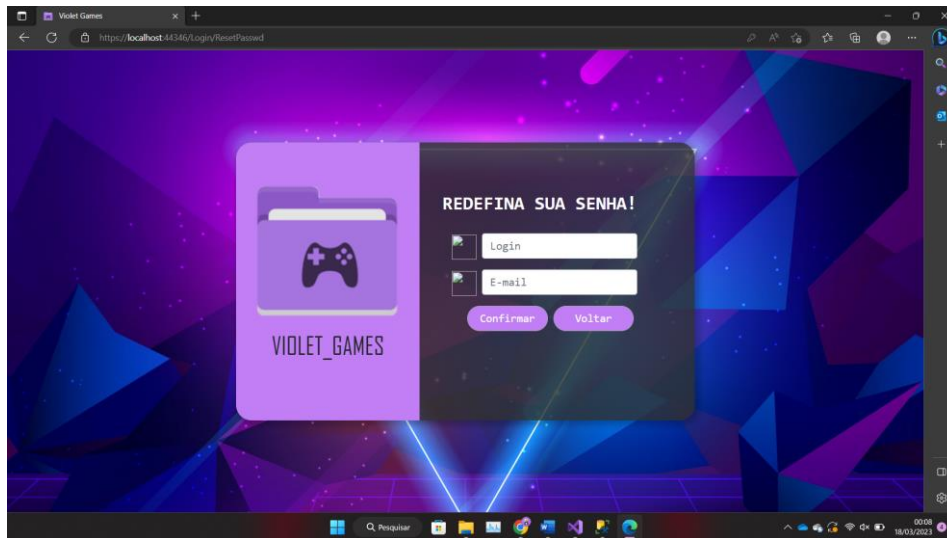 Violet Games
https://localhost:44346/Login/ResetPasswd
REDEFINA SUA SENHA!
Login
E-mail
Confirmar
Voltar
VIOLET_GAMES
Pesquisar
00:08
18/03/2023